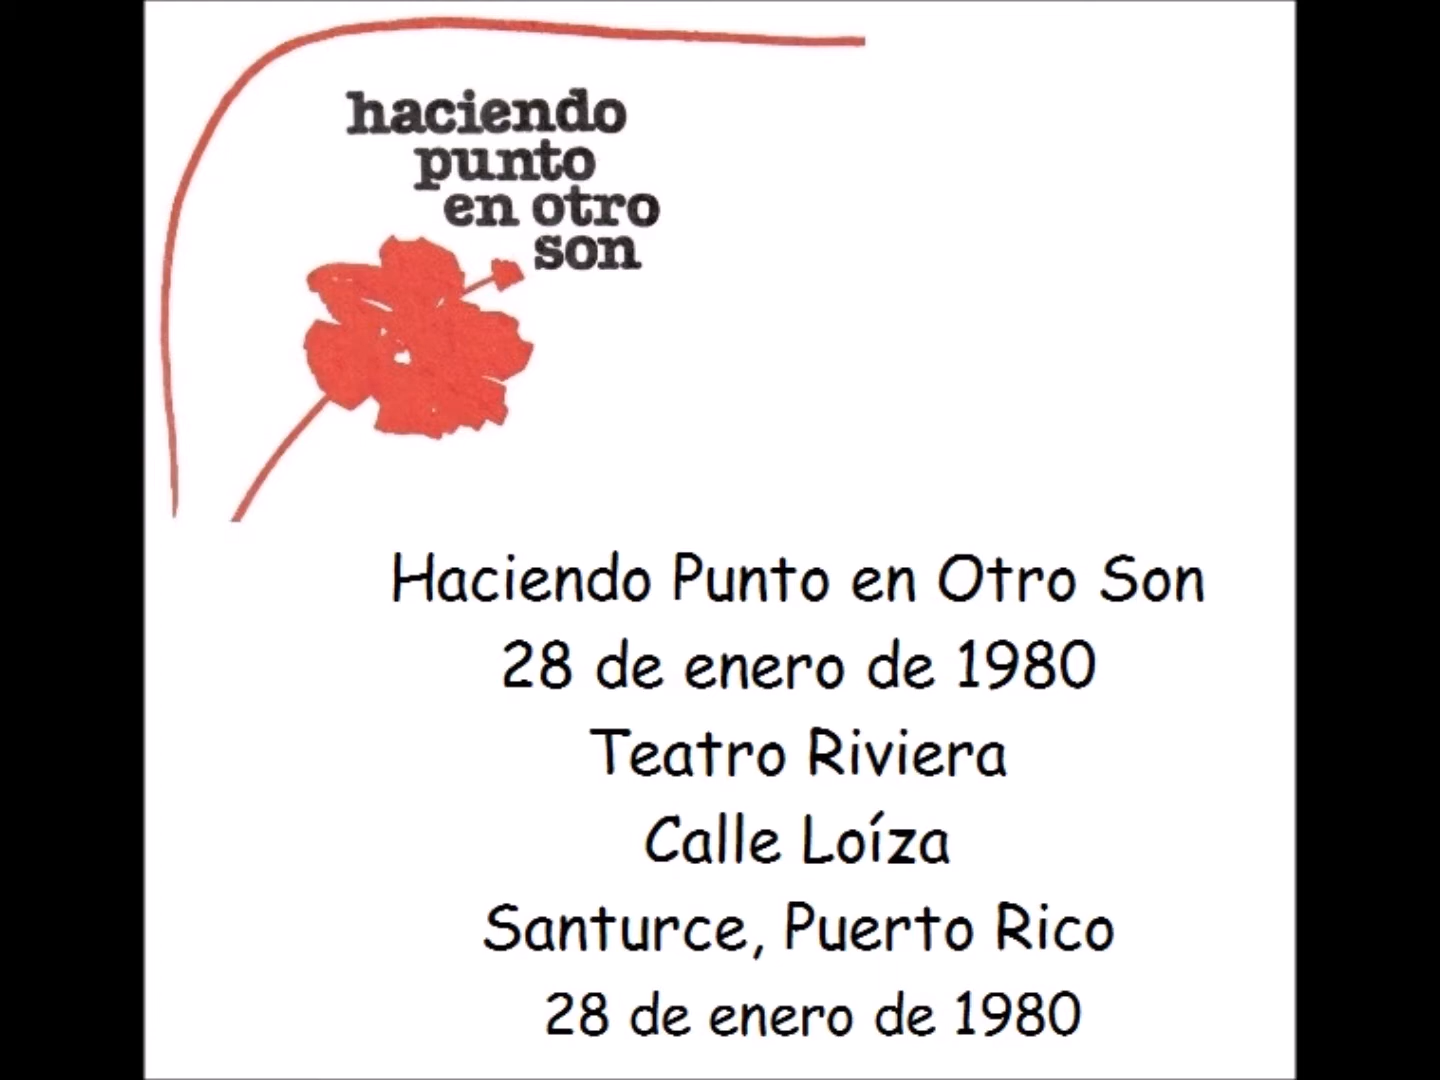 haciendo
punto
en otro
son
Haciendo Punto en Otro Son
28 de enero de 1980
Teatro Riviera
Calle Loíza
Santurce, Puerto Rico
28 de enero de 1980